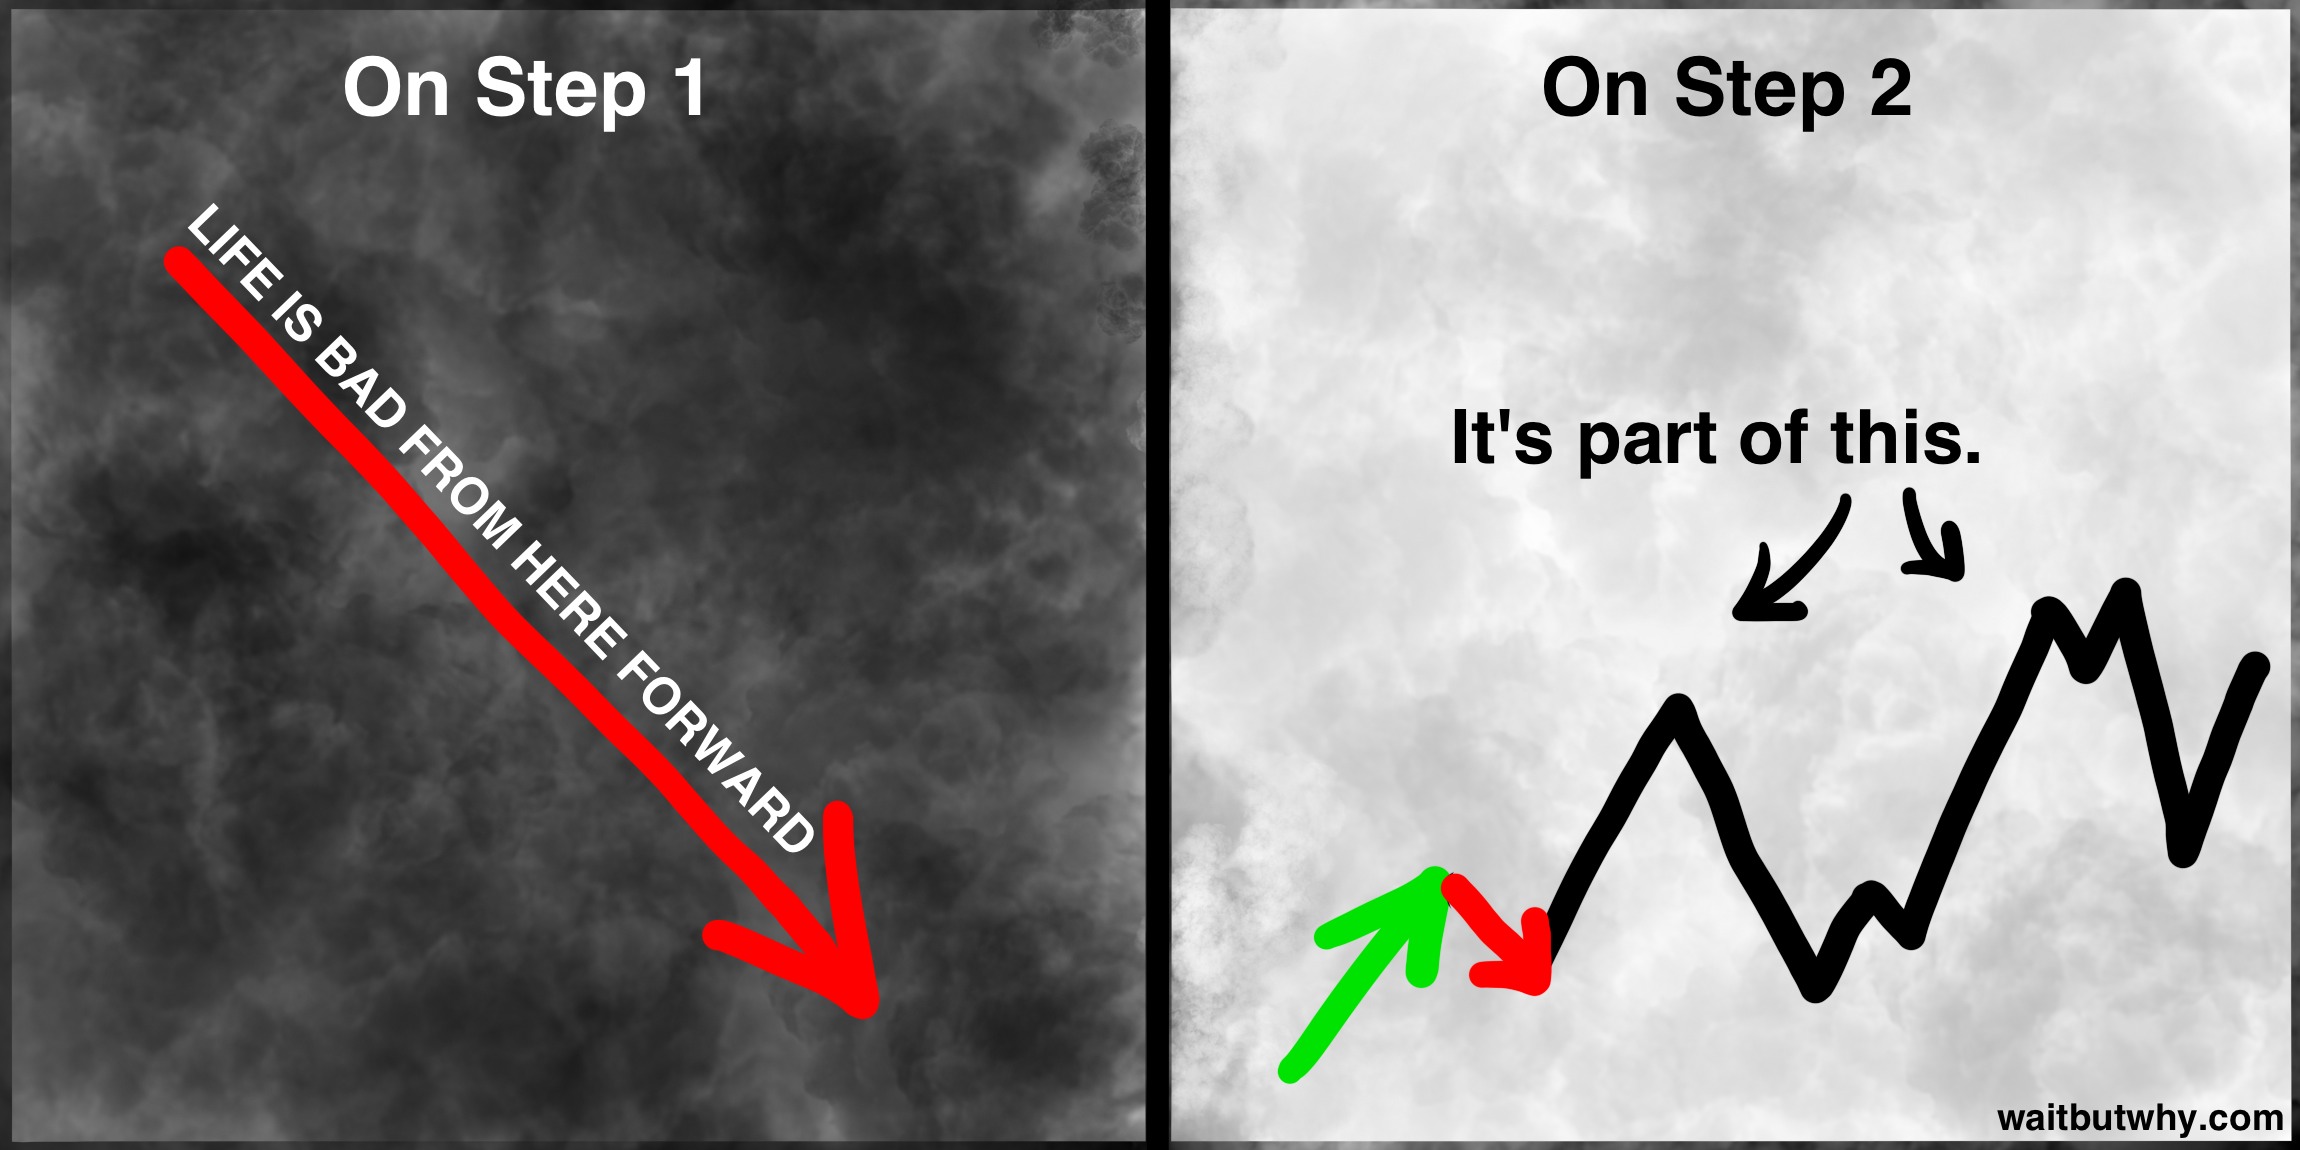 On Step 1
LIFE IS BAD FROM HERE FORWARD
On Step 2
It's part of this.
waitbutwhy.com